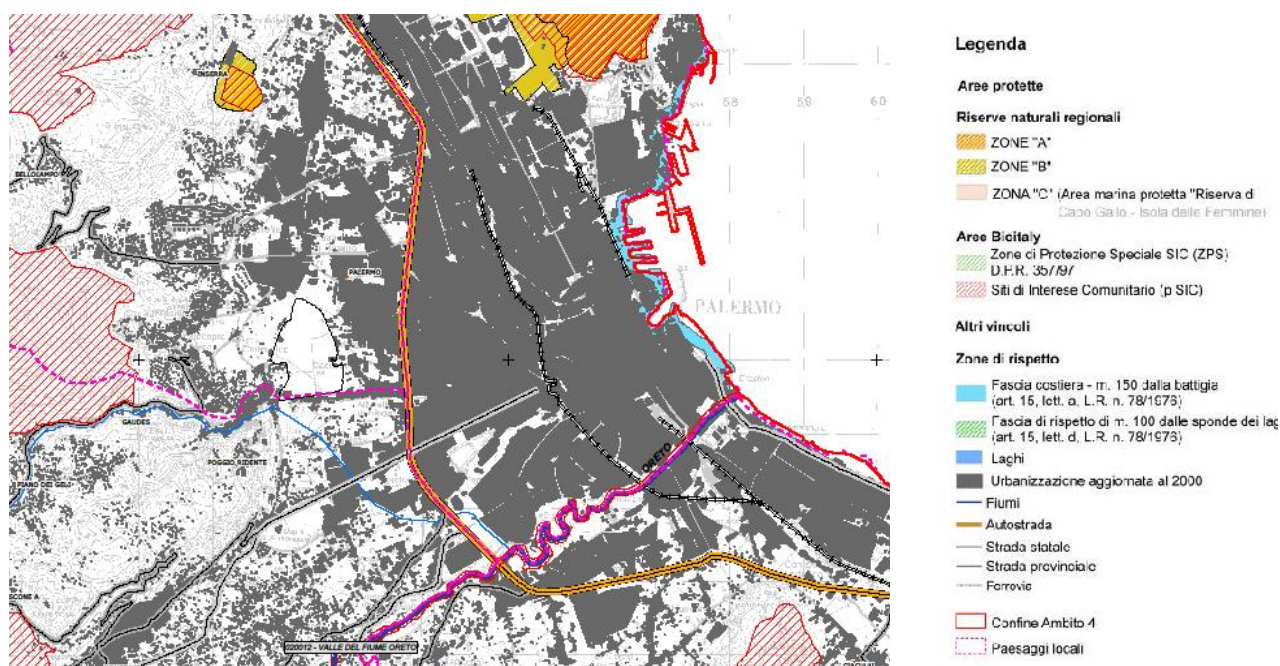 INSERRA
BELLOCAMPO
PALERMO
58
59
60
PALERMO
GAUDES
POGGIO RIDENTE
PIANO DEI GELI
SCONE A
ORETO
020012 - VALLE DEL FIUME ORETO
Legenda
Aree protette
Riserve naturali regionali
ZONE "A"
ZONE "B"
ZONA "C" (Area marina protetta "Riserva di
Capo Gallo - Isola delle Femmine)
Aree Bicitaly
Zone di Protezione Speciale SIC (ZPS)
D.P.R. 357/97
Siti di Interese Comunitario (p SIC)
Altri vincoli
Zone di rispetto
Fascia costiera - m. 150 dalla battigia
(art. 15, lett. a, L.R. n. 78/1976)
Fascia di rispetto di m. 100 dalle sponde dei lag
(art. 15, lett. d, L.R. n. 78/1976)
Laghi
Urbanizzazione aggiornata al 2000
Fiumi
Autostrada
Strada statale
Strada provinciale
Ferrovie
Confine Ambito 4
Paesaggi locali